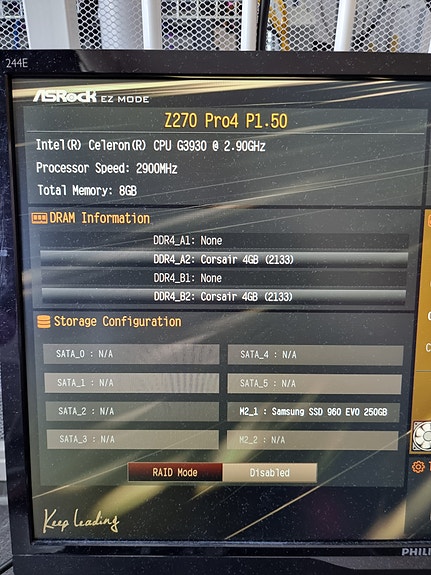 244E
ASRock EZ MODE
Z270 Pro4 P1.50
Intel(R) Celeron(R) CPU G3930 @ 2.90GHz
Processor Speed: 2900MHz
Total Memory: 8GB
DRAM Information
DDR4_A1: None
DDR4_A2: Corsair 4GB (2133)
DDR4_B1: None
DDR4_B2: Corsair 4GB (2133)
Storage Configuration
SATA_0 : N/A
SATA_4 : N/A
SATA_1 : N/A
SATA_5 : N/A
SATA_2 : N/A
M2_1 : Samsung SSD 960 EVO 250GB
SATA_3 : N/A
M2_2 : N/A
RAID Mode
Disabled
Keep Leading